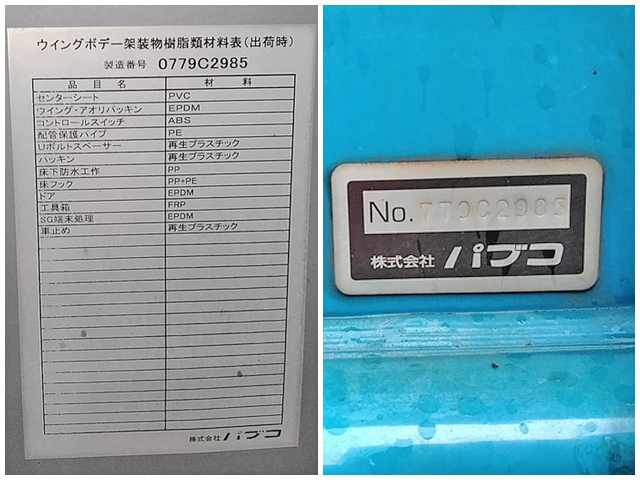 ウイングボデー架装物樹脂類材料表(出荷時)
製造番号 0779C2985
品目名 材料
センターシート PVC
ウイング・アオリパッキン EPDM
コントロールスイッチ ABS
配管保護パイプ PE
Uボルトスペーサー 再生プラスチック
パッキン 再生プラスチック
床下防水工作 PP
床フック PP+PE
ドア EPDM
工具箱 FRP
SG端末処理 EPDM
車止め 再生プラスチック
株式会社 パブコ
No. 779C2985
株式会社 パブコ